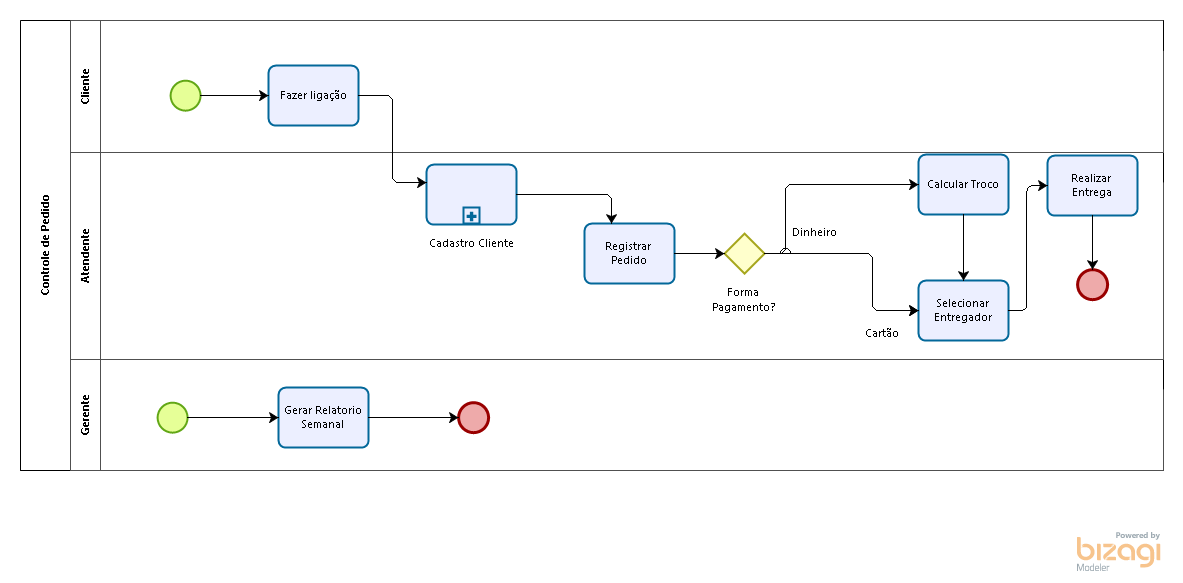 Controle de Pedido
Cliente
Fazer ligação
Atendente
Cadastro Cliente
Registrar
Pedido
Forma
Pagamento?
Dinheiro
Cartão
Calcular Troco
Selecionar
Entregador
Realizar
Entrega
Gerente
Gerar Relatorio
Semanal
Powered by
bizagi
Modeler